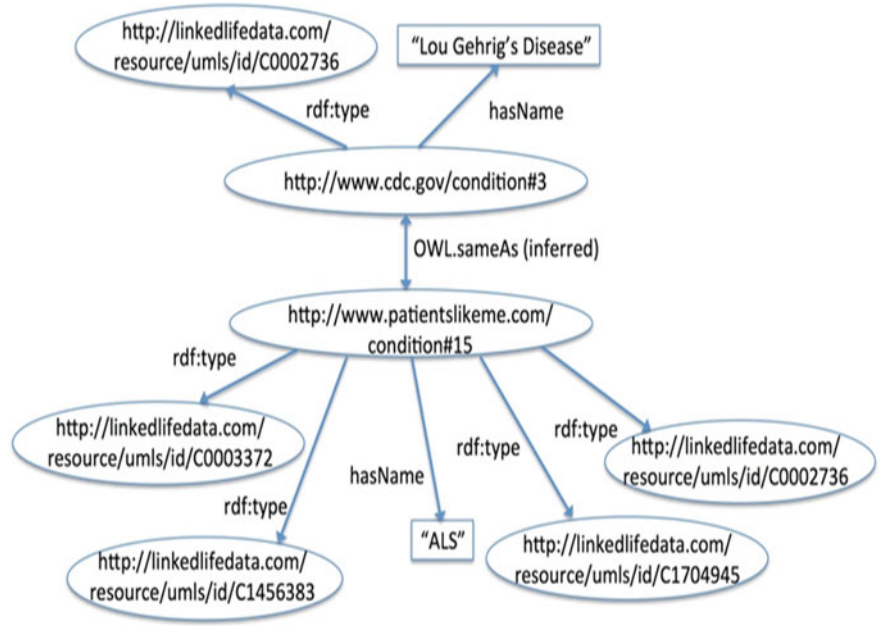 http://linkedlifedata.com/
resource/umls/id/C0002736
“Lou Gehrig’s Disease”
rdf:type
hasName
http://www.cdc.gov/condition#3
OWL.sameAs (inferred)
http://www.patientslikeme.com/
condition#15
rdf:type
http://linkedlifedata.com/
resource/umls/id/C0003372
rdf:type
hasName
rdf:type
rdf:type
http://linkedlifedata.com/
resource/umls/id/C0002736
http://linkedlifedata.com/
resource/umls/id/C1456383
“ALS”
http://linkedlifedata.com/
resource/umls/id/C1704945